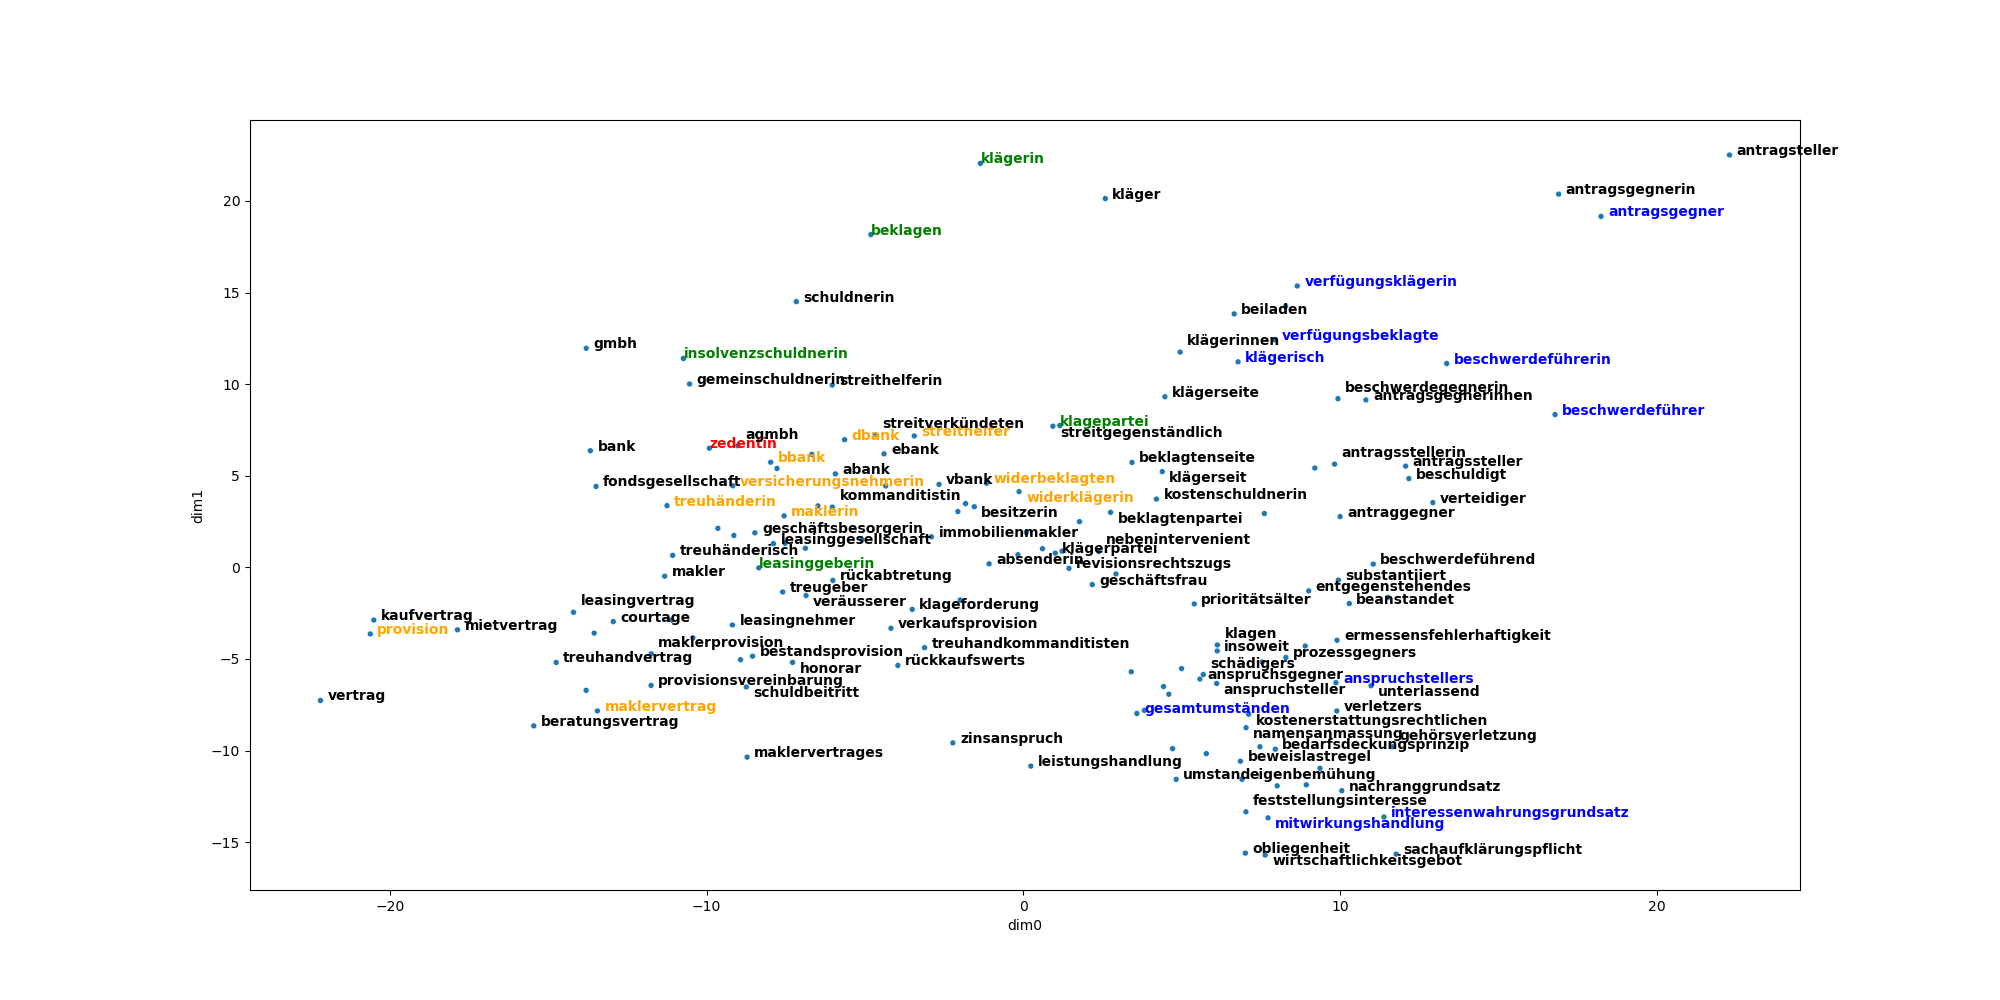 antragsteller
klägerin
antragsgegnerin
kläger
20
antragsgegner
beklagen
verfügungsklägerin
15
schuldnerin
beiladen
gmbh
klägerinnen
verfügungsbeklagte
insolvenzschuldnerin
klägerisch
beschwerdeführerin
10
gemeinschuldnerin
streithelferin
beschwerdegegnerin
klägerseite
antragsgegnerinnen
beschwerdeführer
streitverkündeten
klagepartei
agmbh
dbank
streithelfer
streitgegenständlich
zedentin
bank
ebank
antragsstellerin
bbank
beklagtenseite
antragssteller
5
abank
klägerseit
beschuldigt
fondsgesellschaft
versicherungsnehmerin
vbank
widerbeklagten
treuhänderin
kommanditistin
widerklägerin
kostenschuldnerin
verteidiger
maklerin
besitzerin
beklagtenpartei
antraggegner
geschäftsbesorgerin
immobilienmakler
leasinggesellschaft
nebenintervenient
treuhänderisch
klägerpartei
absenderin
revisionsrechtszugs
beschwerdeführend
0
leasinggeberin
makler
rückabtretung
geschäftsfrau
substantiiert
treugeber
entgegenstehendes
leasingvertrag
veräusserer
klageforderung
prioritätsälter
beanstandet
kaufvertrag
provision
mietvertrag
courtage
leasingnehmer
verkaufsprovision
klagen
ermessensfehlerhaftigkeit
maklerprovision
treuhandkommanditisten
insoweit
−5
treuhandvertrag
bestandsprovision
rückkaufswerts
prozessgegners
honorar
schädigers
provisionsvereinbarung
anspruchsgegner
anspruchstellers
vertrag
schuldbeitritt
anspruchsteller
unterlassend
maklervertrag
gesamtumständen
verletzers
beratungsvertrag
kostenerstattungsrechtlichen
namensanmassung
gehörsverletzung
zinsanspruch
bedarfsdeckungsprinzip
−10
maklervertrages
leistungshandlung
beweislastregel
umstand
eigenbemühung
nachranggrundsatz
feststellungsinteresse
interessenwahrungsgrundsatz
mitwirkungshandlung
−15
obliegenheit
sachaufklärungspflicht
wirtschaftlichkeitsgebot
−20
−10
0
10
20
dim0
dim1